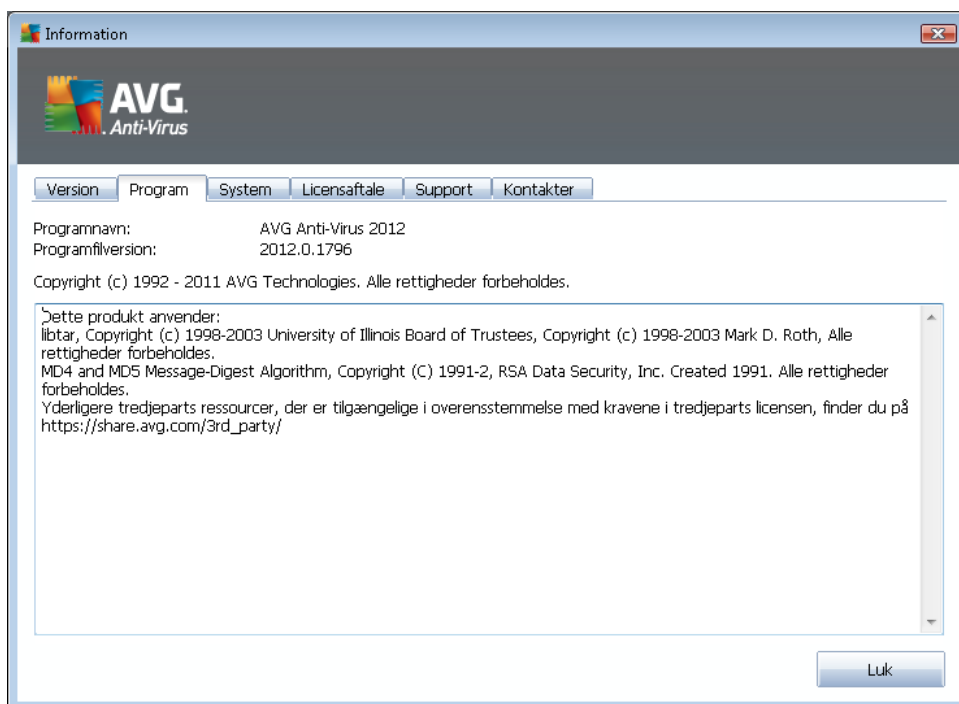 Information
AVG.
Anti-Virus
Version Program System Licensaftale Support Kontakter
Programnavn: AVG Anti-Virus 2012
Programfilversion: 2012.0.1796
Copyright (c) 1992 - 2011 AVG Technologies. Alle rettigheder forbeholdes.
Dette produkt anvender:
libtar, Copyright (c) 1998-2003 University of Illinois Board of Trustees, Copyright (c) 1998-2003 Mark D. Roth, Alle
rettigheder forbeholdes.
MD4 and MD5 Message-Digest Algorithm, Copyright (C) 1991-2, RSA Data Security, Inc. Created 1991. Alle rettigheder
forbeholdes.
Yderligere tredjeparts ressourcer, der er tilgængelige i overensstemmelse med kravene i tredjeparts licensen, finder du på
https://share.avg.com/3rd_party/
Luk